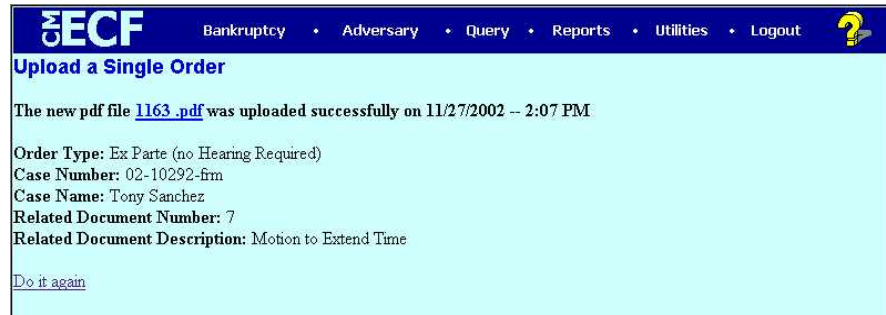 CM ECF Bankruptcy • Adversary • Query • Reports • Utilities • Logout ?
Upload a Single Order
The new pdf file 1163 .pdf was uploaded successfully on 11/27/2002 -- 2:07 PM
Order Type: Ex Parte (no Hearing Required)
Case Number: 02-10292-frm
Case Name: Tony Sanchez
Related Document Number: 7
Related Document Description: Motion to Extend Time
Do it again